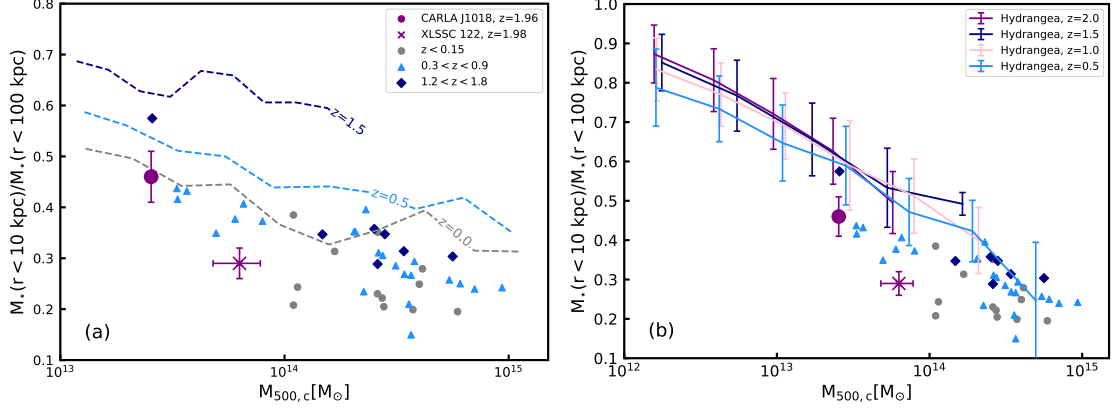 0.8
0.7
0.6
0.5
0.4
0.3
0.2
0.1
M⋆(r < 10 kpc)/M⋆(r < 100 kpc)
CARLA J1018, z=1.96
XLSSC 122, z=1.98
z < 0.15
0.3 < z < 0.9
1.2 < z < 1.8
z=1.5
z=0.5
z=0.0
(a)
10^13
10^14
10^15
M500,c[M⊙]
1.0
0.9
0.8
0.7
0.6
0.5
0.4
0.3
0.2
0.1
M⋆(r < 10 kpc)/M⋆(r < 100 kpc)
Hydrangea, z=2.0
Hydrangea, z=1.5
Hydrangea, z=1.0
Hydrangea, z=0.5
(b)
10^12
10^13
10^14
10^15
M500,c[M⊙]